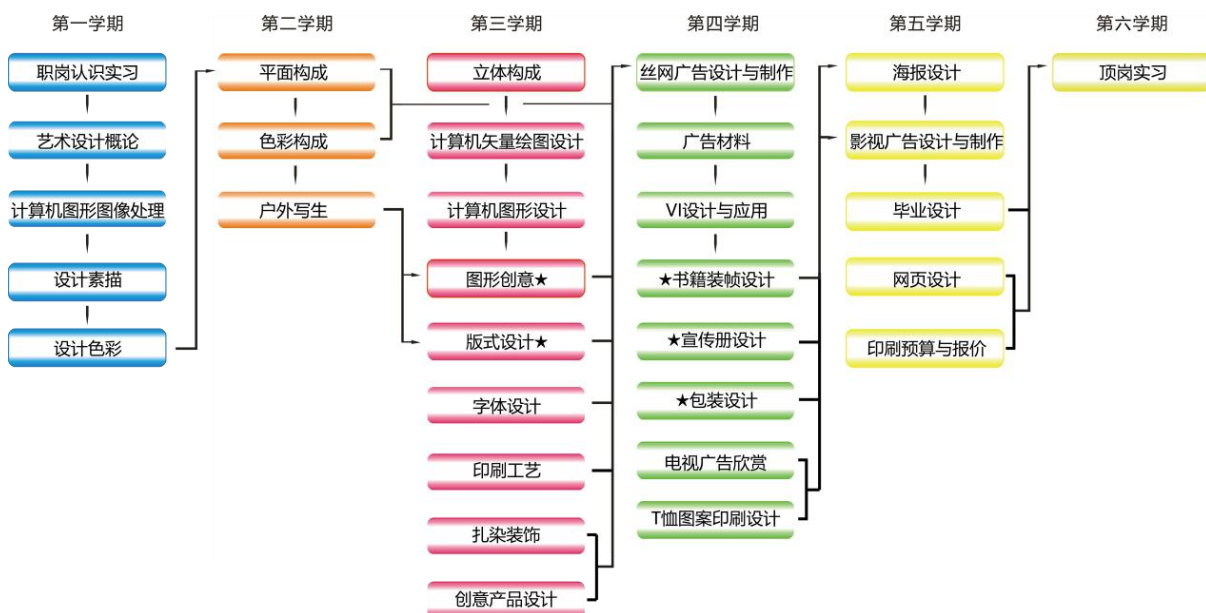 第一学期
第二学期
第三学期
第四学期
第五学期
第六学期
职岗认识实习
艺术设计概论
计算机图形图像处理
设计素描
设计色彩
平面构成
色彩构成
户外写生
立体构成
计算机矢量绘图设计
计算机图形设计
图形创意★
版式设计★
字体设计
印刷工艺
扎染装饰
创意产品设计
丝网广告设计与制作
广告材料
VI设计与应用
★书籍装帧设计
★宣传册设计
★包装设计
电视广告欣赏
T恤图案印刷设计
海报设计
影视广告设计与制作
毕业设计
网页设计
印刷预算与报价
顶岗实习